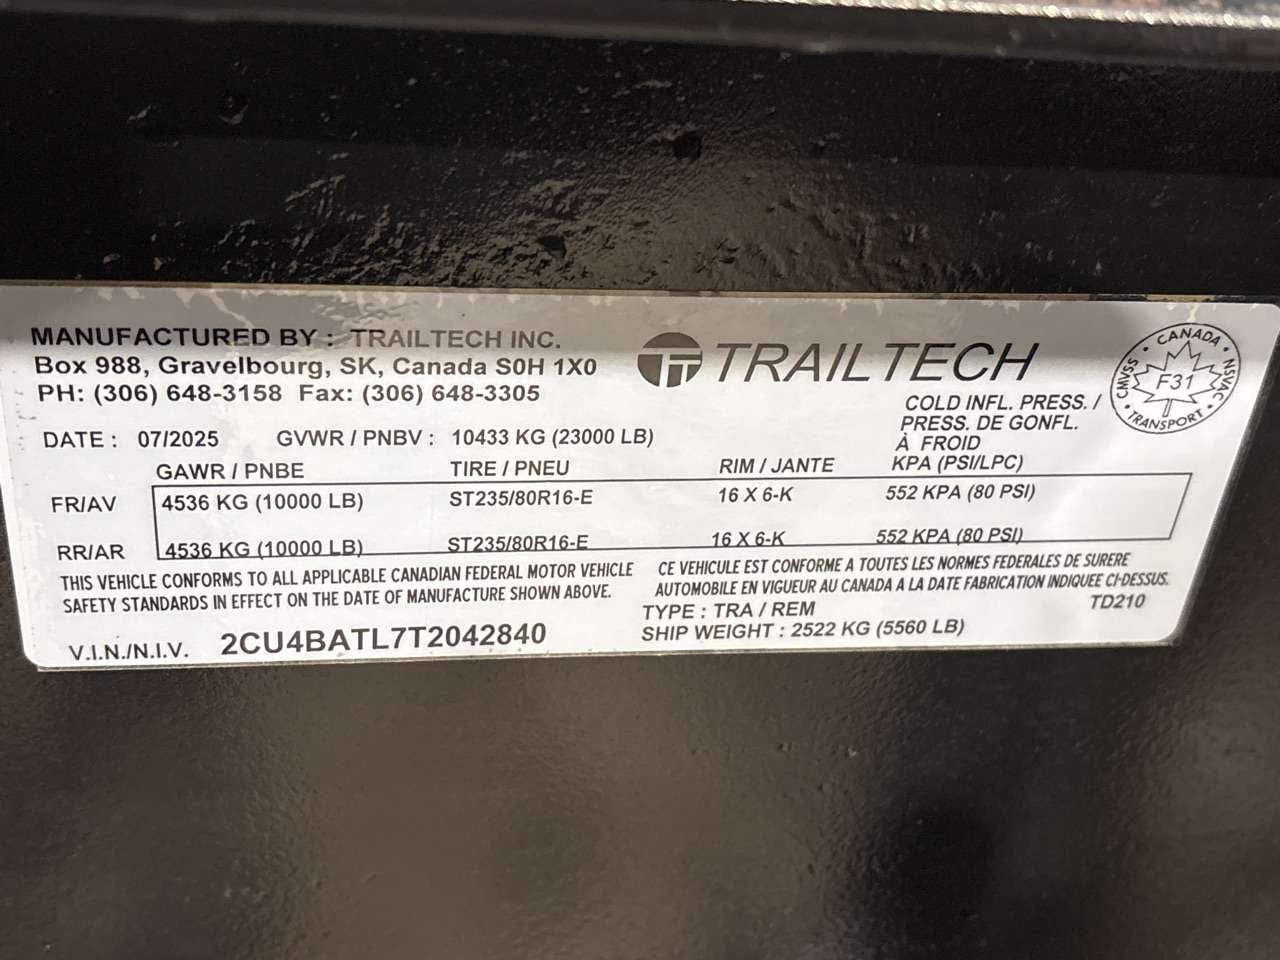 MANUFACTURED BY : TRAILTECH INC.
Box 988, Gravelbourg, SK, Canada S0H 1X0
PH: (306) 648-3158 Fax: (306) 648-3305
TRAILTECH
CANADA
CMVSS • NSVAC
F31
TRANSPORT
DATE : 07/2025 GVWR / PNBV : 10433 KG (23000 LB)
COLD INFL. PRESS. /
PRESS. DE GONFL.
À FROID
GAWR / PNBE TIRE / PNEU RIM / JANTE KPA (PSI/LPC)
FR/AV 4536 KG (10000 LB) ST235/80R16-E 16 X 6-K 552 KPA (80 PSI)
RR/AR 4536 KG (10000 LB) ST235/80R16-E 16 X 6-K 552 KPA (80 PSI)
THIS VEHICLE CONFORMS TO ALL APPLICABLE CANADIAN FEDERAL MOTOR VEHICLE
SAFETY STANDARDS IN EFFECT ON THE DATE OF MANUFACTURE SHOWN ABOVE.
CE VEHICULE EST CONFORME A TOUTES LES NORMES FEDERALES DE SURERE
AUTOMOBILE EN VIGUEUR AU CANADA A LA DATE FABRICATION INDIQUEE CI-DESSUS.
TYPE : TRA / REM TD210
V.I.N./N.I.V. 2CU4BATL7T2042840
SHIP WEIGHT : 2522 KG (5560 LB)